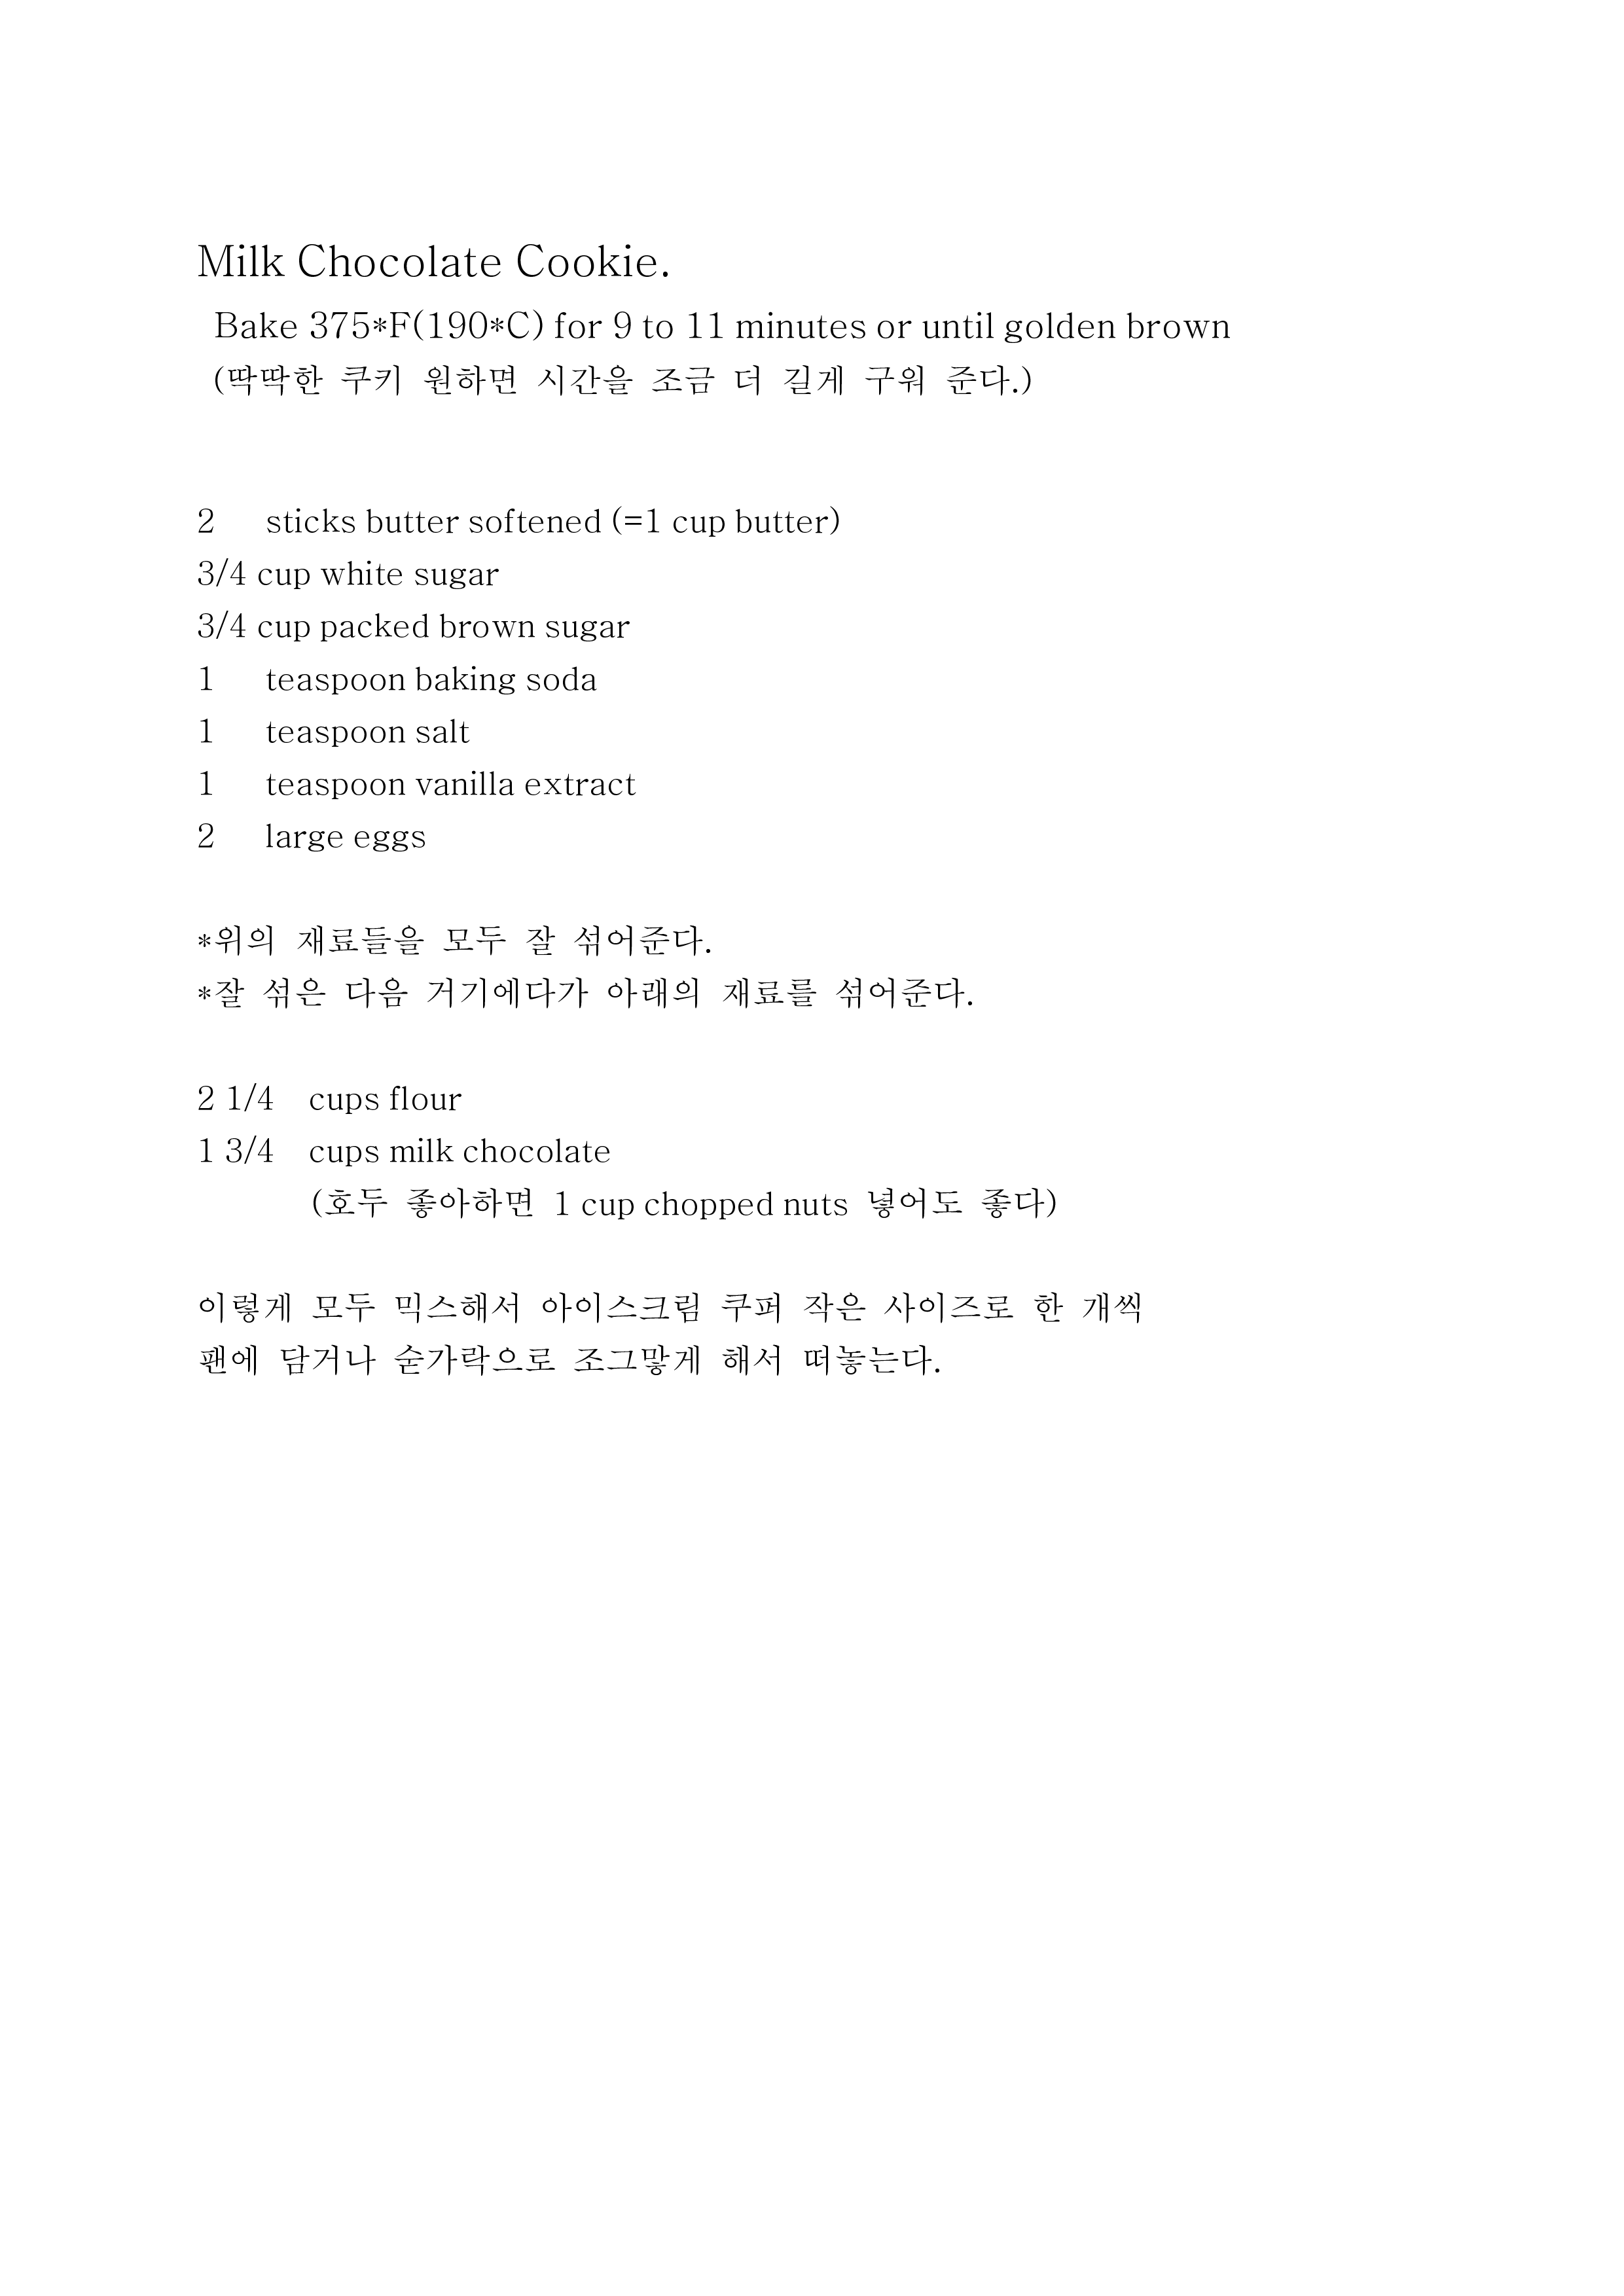 Milk Chocolate Cookie.
Bake 375*F(190*C) for 9 to 11 minutes or until golden brown
(딱딱한 쿠키 원하면 시간을 조금 더 길게 구워 준다.)
2 sticks butter softened (=1 cup butter)
3/4 cup white sugar
3/4 cup packed brown sugar
1 teaspoon baking soda
1 teaspoon salt
1 teaspoon vanilla extract
2 large eggs
*위의 재료들을 모두 잘 섞어준다.
*잘 섞은 다음 거기에다가 아래의 재료를 섞어준다.
2 1/4 cups flour
1 3/4 cups milk chocolate
(호두 좋아하면 1 cup chopped nuts 넣어도 좋다)
이렇게 모두 믹스해서 아이스크림 쿠퍼 작은 사이즈로 한 개씩
팬에 담거나 숟가락으로 조그맣게 해서 떠놓는다.